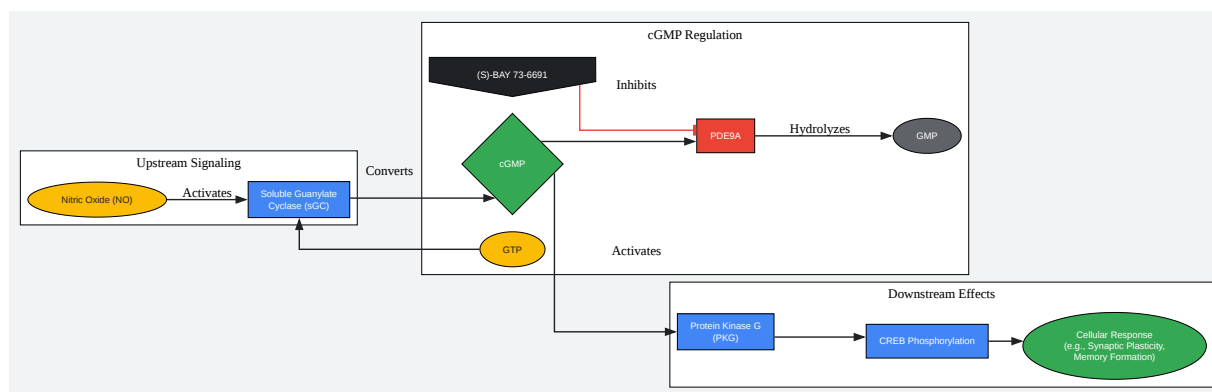 cGMP Regulation
(S)-BAY 73-6691
Inhibits
PDE9A
Hydrolyzes
GMP
cGMP
Upstream Signaling
Converts
Nitric Oxide (NO)
Activates
Soluble Guanylate
Cyclase (sGC)
GTP
Activates
Downstream Effects
Protein Kinase G
(PKG)
CREB Phosphorylation
Cellular Response
(e.g., Synaptic Plasticity,
Memory Formation)